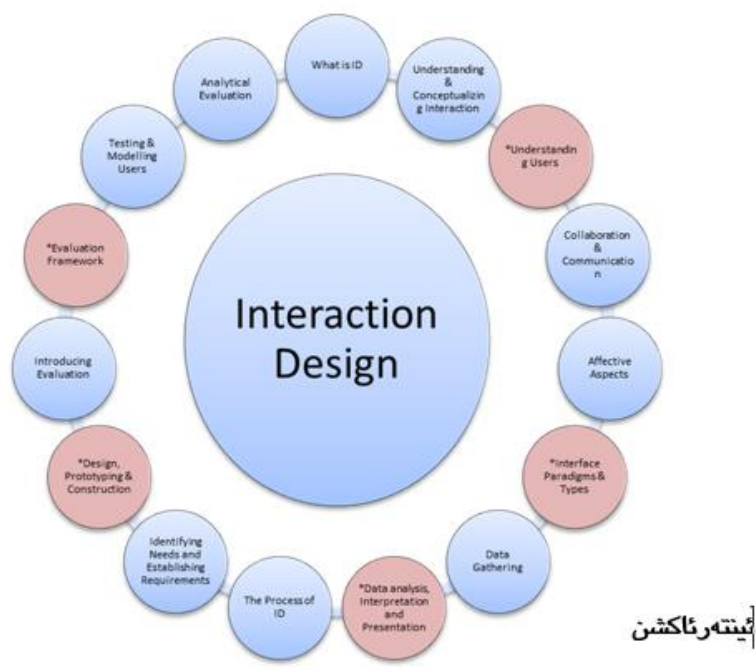 What is ID
Understanding
&
Conceptualizin
g Interaction
*Understandin
g Users
Collaboration
&
Communicatio
n
Affective
Aspects
*Interface
Paradigms &
Types
Data
Gathering
*Data analysis,
Interpretation
and
Presentation
The Process of
ID
Identifying
Needs and
Establishing
Requirements
*Design,
Prototyping &
Construction
Introducing
Evaluation
*Evaluation
Framework
Testing &
Modelling
Users
Analytical
Evaluation
Interaction
Design
ئینتەرئاکشن